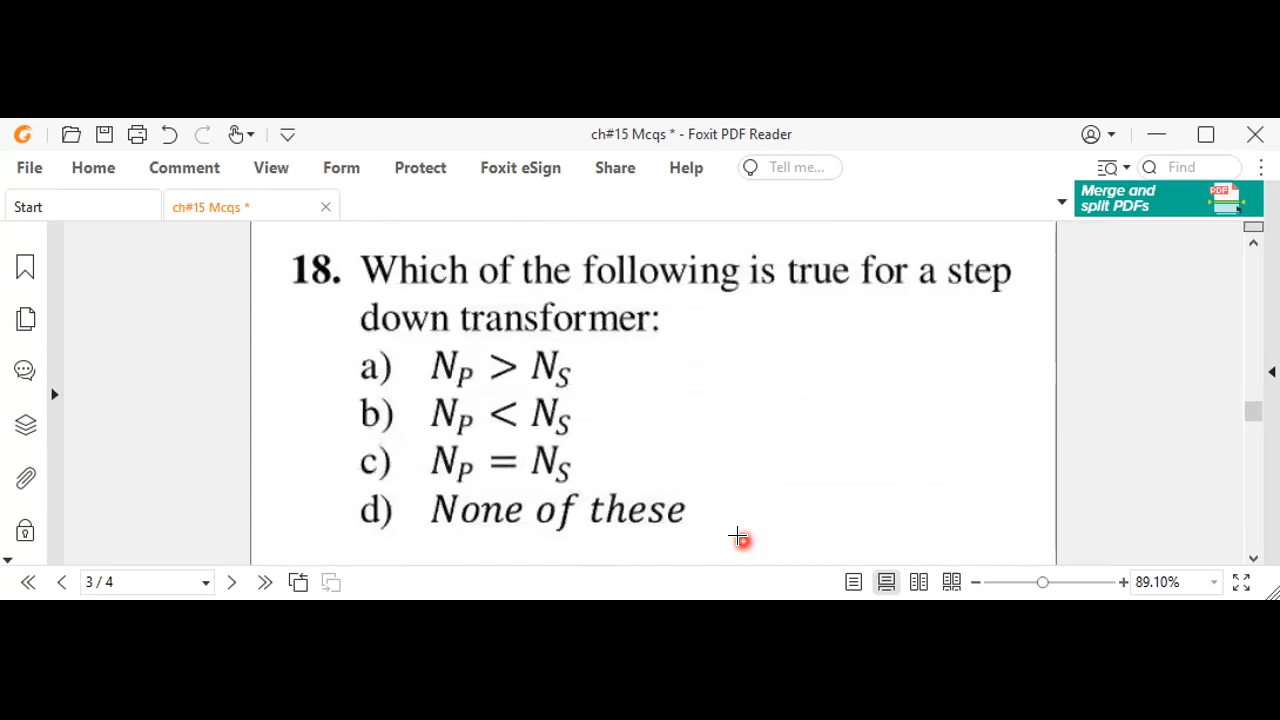 ch#15 Mcqs * - Foxit PDF Reader
File Home Comment View Form Protect Foxit eSign Share Help Tell me... Find
Start ch#15 Mcqs *
Merge and
split PDFs
PDF
18. Which of the following is true for a step
down transformer:
a) N_P > N_S
b) N_P < N_S
c) N_P = N_S
d) None of these
3 / 4 89.10%